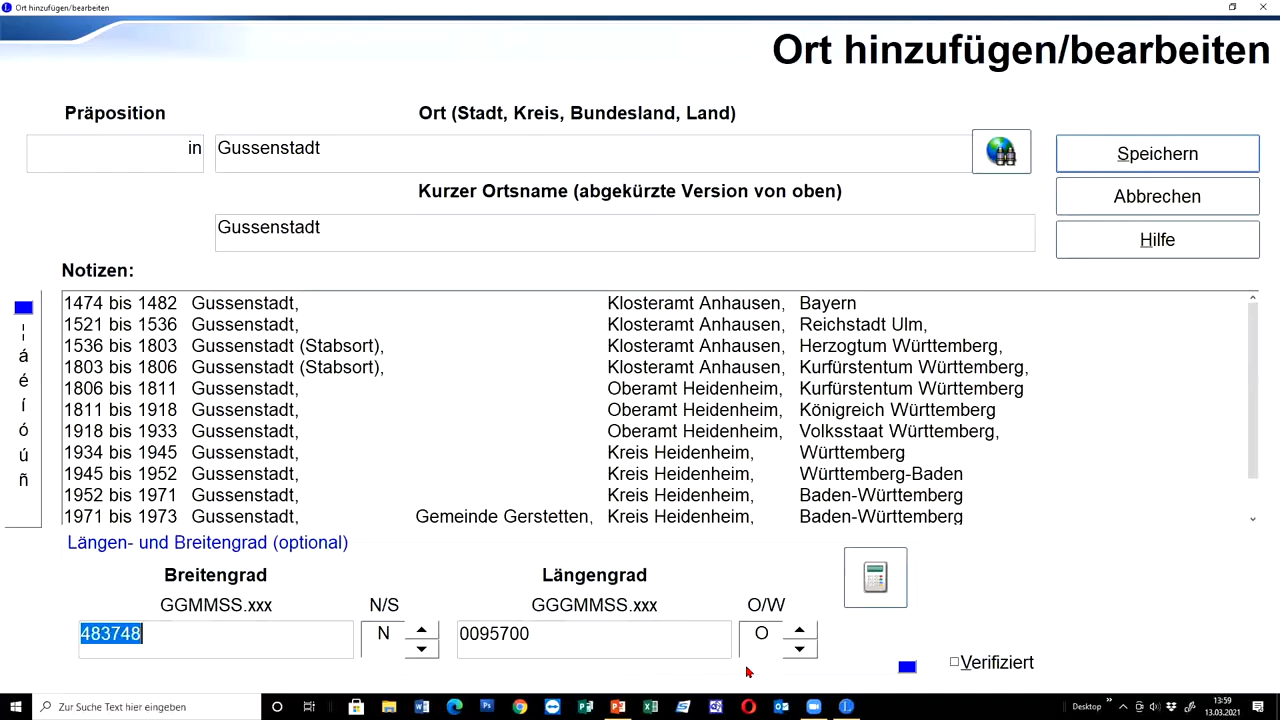 Ort hinzufügen/bearbeiten
Ort hinzufügen/bearbeiten
Präposition Ort (Stadt, Kreis, Bundesland, Land)
in Gussenstadt Speichern
Kurzer Ortsname (abgekürzte Version von oben) Abbrechen
Gussenstadt Hilfe
Notizen:
1474 bis 1482 Gussenstadt, Klosteramt Anhausen, Bayern
1521 bis 1536 Gussenstadt, Klosteramt Anhausen, Reichstadt Ulm,
1536 bis 1803 Gussenstadt (Stabsort), Klosteramt Anhausen, Herzogtum Württemberg,
1803 bis 1806 Gussenstadt (Stabsort), Klosteramt Anhausen, Kurfürstentum Württemberg,
1806 bis 1811 Gussenstadt, Oberamt Heidenheim, Kurfürstentum Württemberg
1811 bis 1918 Gussenstadt, Oberamt Heidenheim, Königreich Württemberg
1918 bis 1933 Gussenstadt, Oberamt Heidenheim, Volksstaat Württemberg,
1934 bis 1945 Gussenstadt, Kreis Heidenheim, Württemberg
1945 bis 1952 Gussenstadt, Kreis Heidenheim, Württemberg-Baden
1952 bis 1971 Gussenstadt, Kreis Heidenheim, Baden-Württemberg
1971 bis 1973 Gussenstadt, Gemeinde Gerstetten, Kreis Heidenheim, Baden-Württemberg
¦
á
é
í
ó
ú
ñ
Längen- und Breitengrad (optional)
Breitengrad Längengrad
GGMMSS.xxx N/S GGGMMSS.xxx O/W
483748 N 0095700 O
Verifiziert
Zur Suche Text hier eingeben Desktop 13:59
13.03.2021